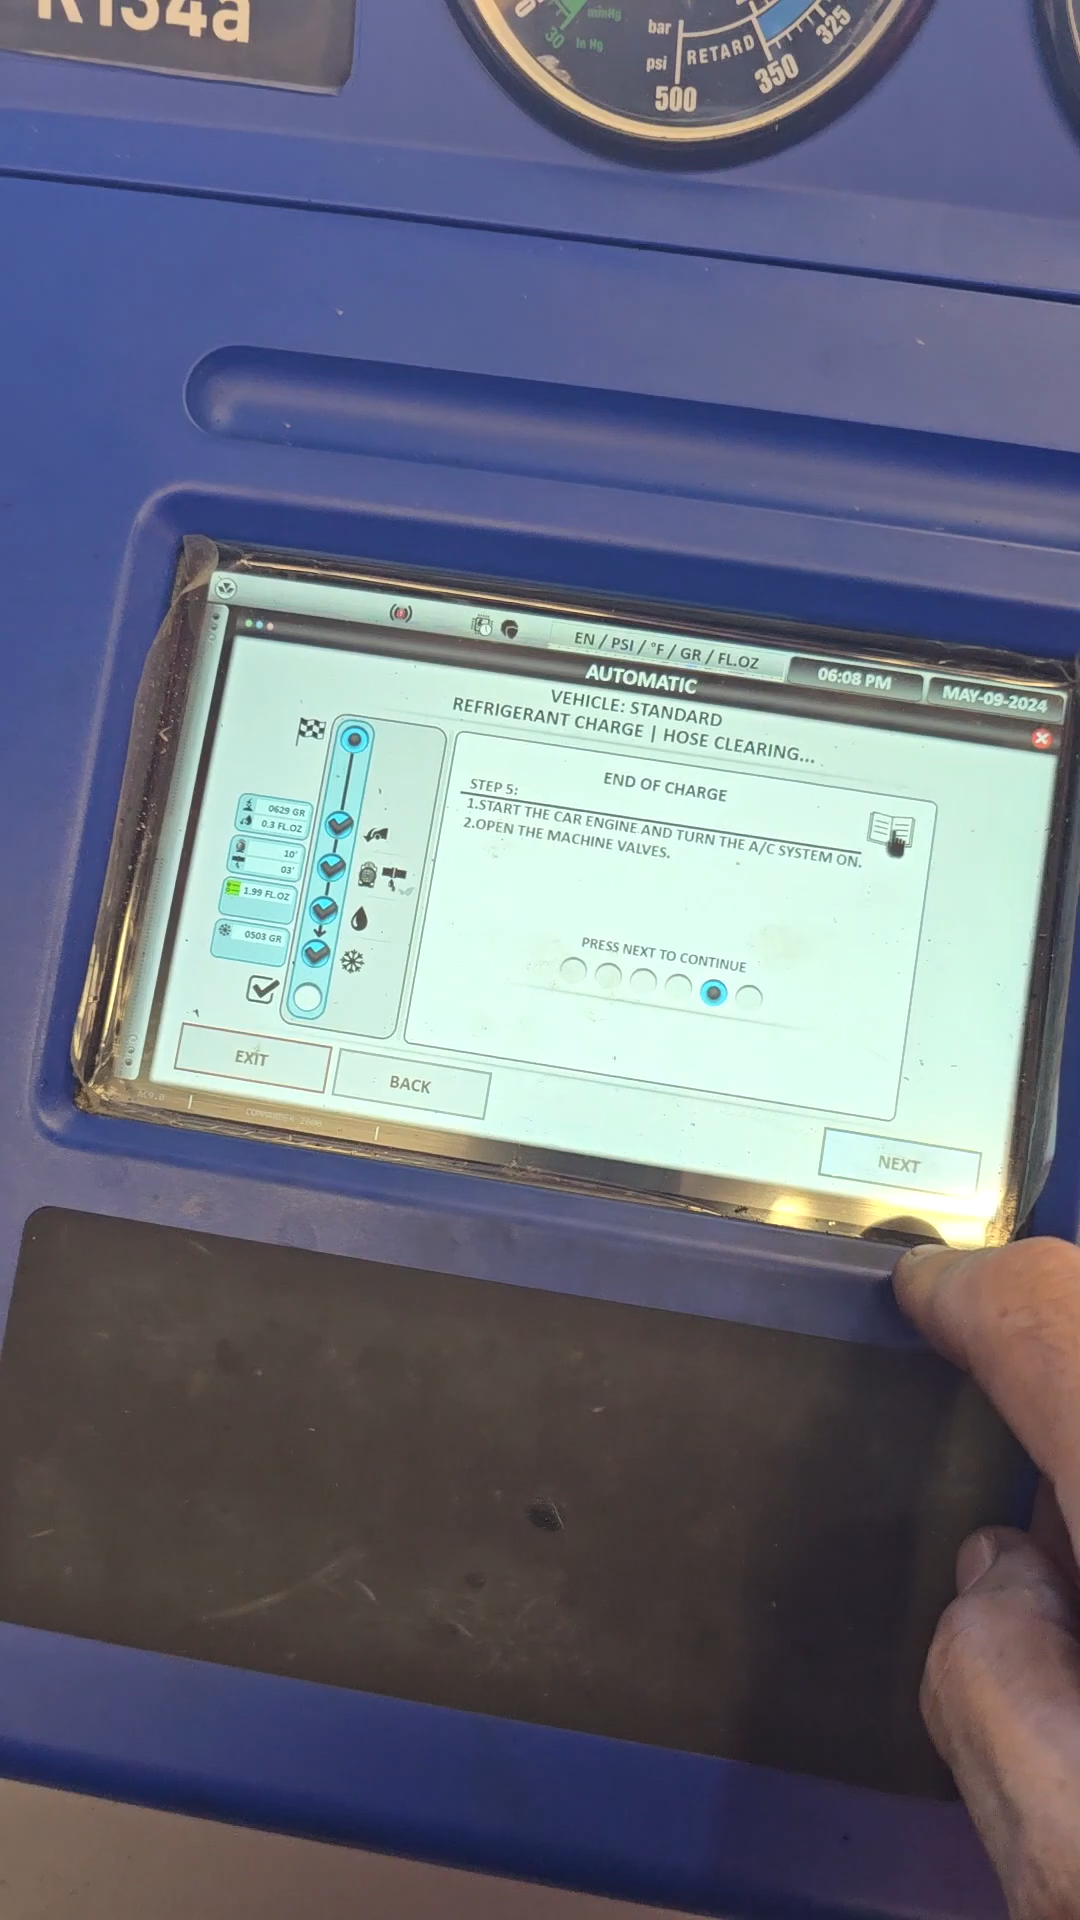 R134a
mmHg
30
In Hg
bar
psi
RETARD
325
350
500
EN / PSI / °F / GR / FL.OZ
06:08 PM
MAY-09-2024
AUTOMATIC
VEHICLE: STANDARD
REFRIGERANT CHARGE | HOSE CLEARING...
END OF CHARGE
STEP 5:
1.START THE CAR ENGINE AND TURN THE A/C SYSTEM ON.
2.OPEN THE MACHINE VALVES.
0629 GR
0.3 FL.OZ
10'
03'
1.99 FL.OZ
0503 GR
PRESS NEXT TO CONTINUE
EXIT
BACK
NEXT